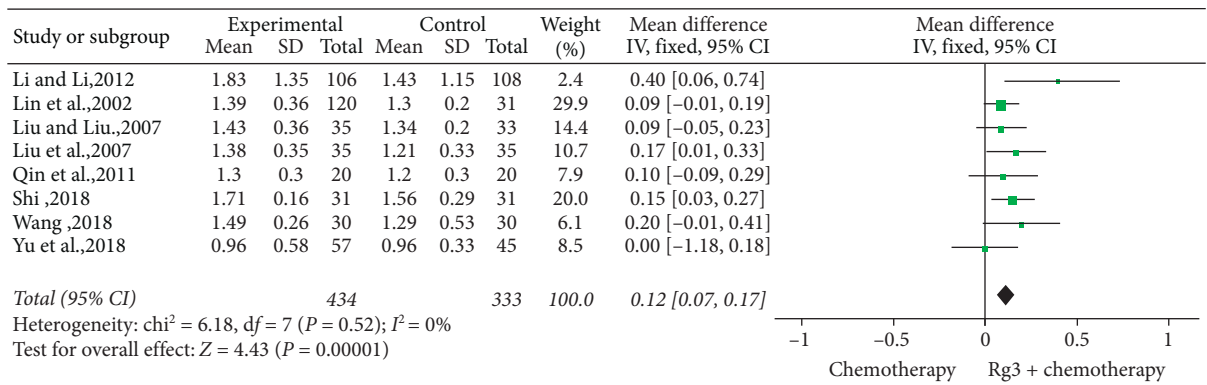 Study or subgroup Experimental Control Weight (%) Mean difference IV, fixed, 95% CI Mean difference IV, fixed, 95% CI
Mean SD Total Mean SD Total
Li and Li,2012 1.83 1.35 106 1.43 1.15 108 2.4 0.40 [0.06, 0.74]
Lin et al.,2002 1.39 0.36 120 1.3 0.2 31 29.9 0.09 [–0.01, 0.19]
Liu and Liu.,2007 1.43 0.36 35 1.34 0.2 33 14.4 0.09 [–0.05, 0.23]
Liu et al.,2007 1.38 0.35 35 1.21 0.33 35 10.7 0.17 [0.01, 0.33]
Qin et al.,2011 1.3 0.3 20 1.2 0.3 20 7.9 0.10 [–0.09, 0.29]
Shi ,2018 1.71 0.16 31 1.56 0.29 31 20.0 0.15 [0.03, 0.27]
Wang ,2018 1.49 0.26 30 1.29 0.53 30 6.1 0.20 [–0.01, 0.41]
Yu et al.,2018 0.96 0.58 57 0.96 0.33 45 8.5 0.00 [–1.18, 0.18]
Total (95% CI) 434 333 100.0 0.12 [0.07, 0.17]
Heterogeneity: chi² = 6.18, df = 7 (P = 0.52); I² = 0%
Test for overall effect: Z = 4.43 (P = 0.00001)
–1 –0.5 0 0.5 1
Chemotherapy Rg3 + chemotherapy